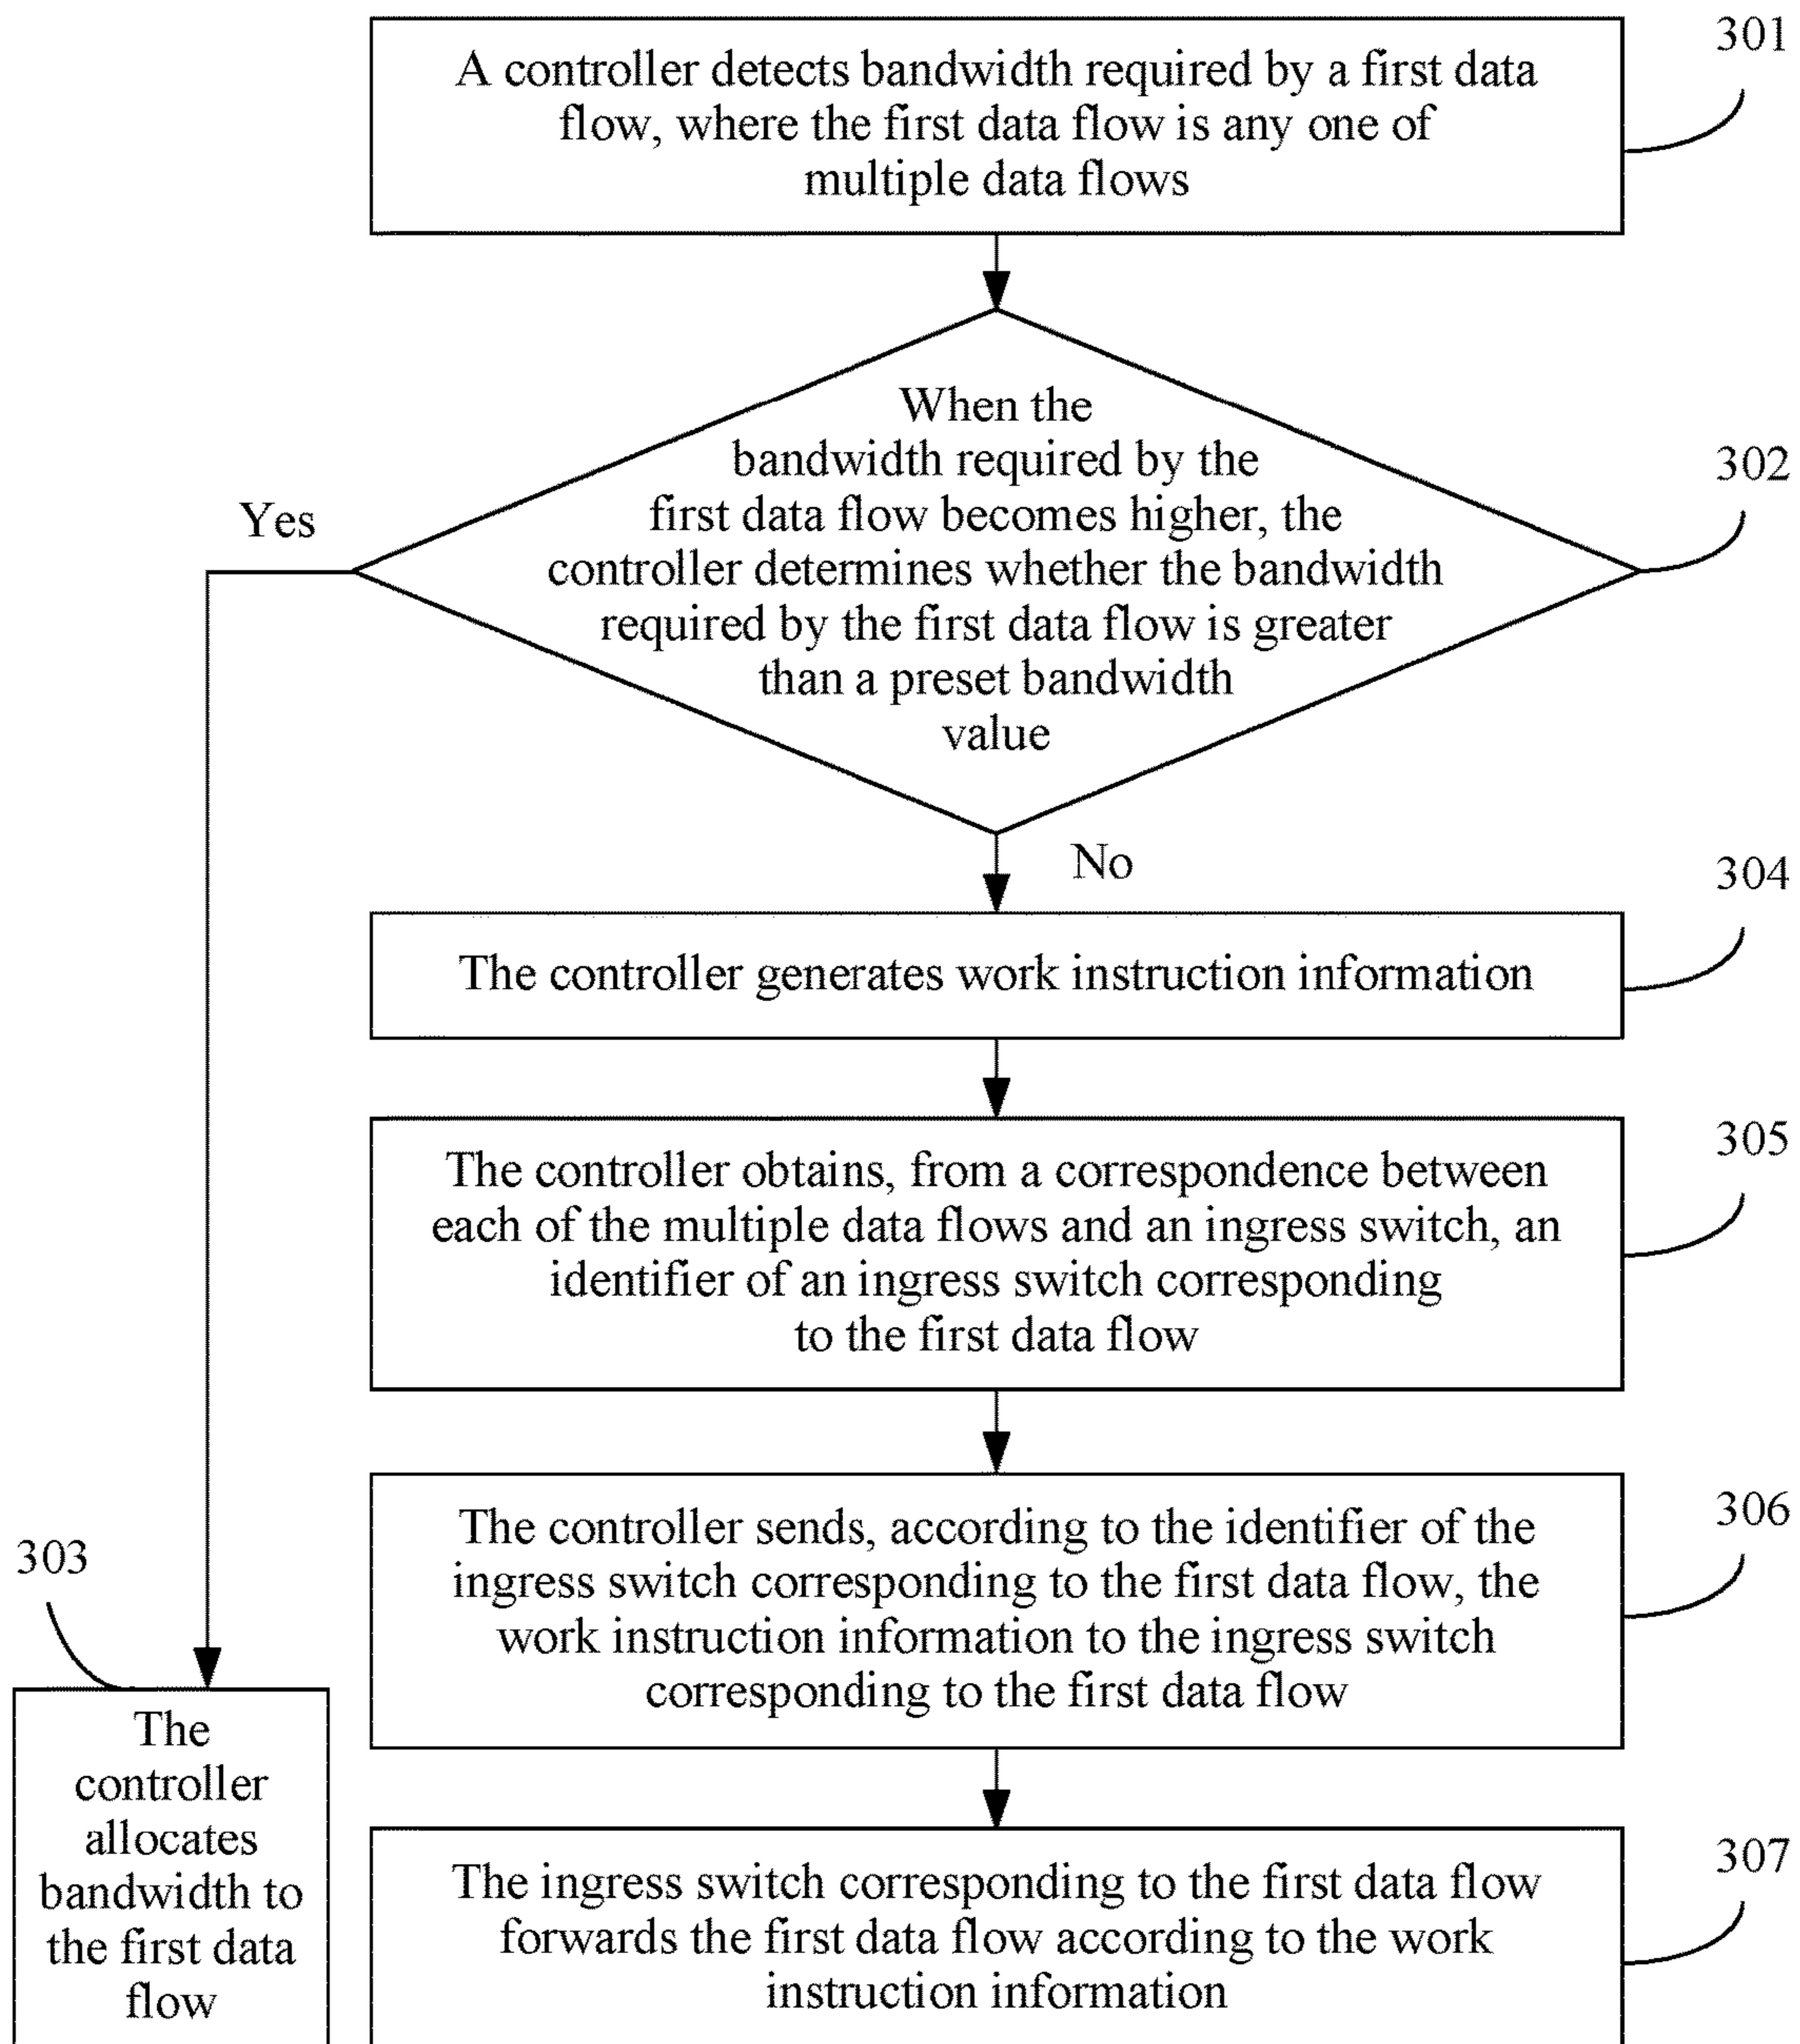 301
A controller detects bandwidth required by a first data
flow, where the first data flow is any one of
multiple data flows
302
When the
bandwidth required by the
first data flow becomes higher, the
controller determines whether the bandwidth
required by the first data flow is greater
than a preset bandwidth
value
Yes
No
304
The controller generates work instruction information
305
The controller obtains, from a correspondence between
each of the multiple data flows and an ingress switch, an
identifier of an ingress switch corresponding
to the first data flow
306
The controller sends, according to the identifier of the
ingress switch corresponding to the first data flow, the
work instruction information to the ingress switch
corresponding to the first data flow
303
The
controller
allocates
bandwidth to
the first data
flow
307
The ingress switch corresponding to the first data flow
forwards the first data flow according to the work
instruction information